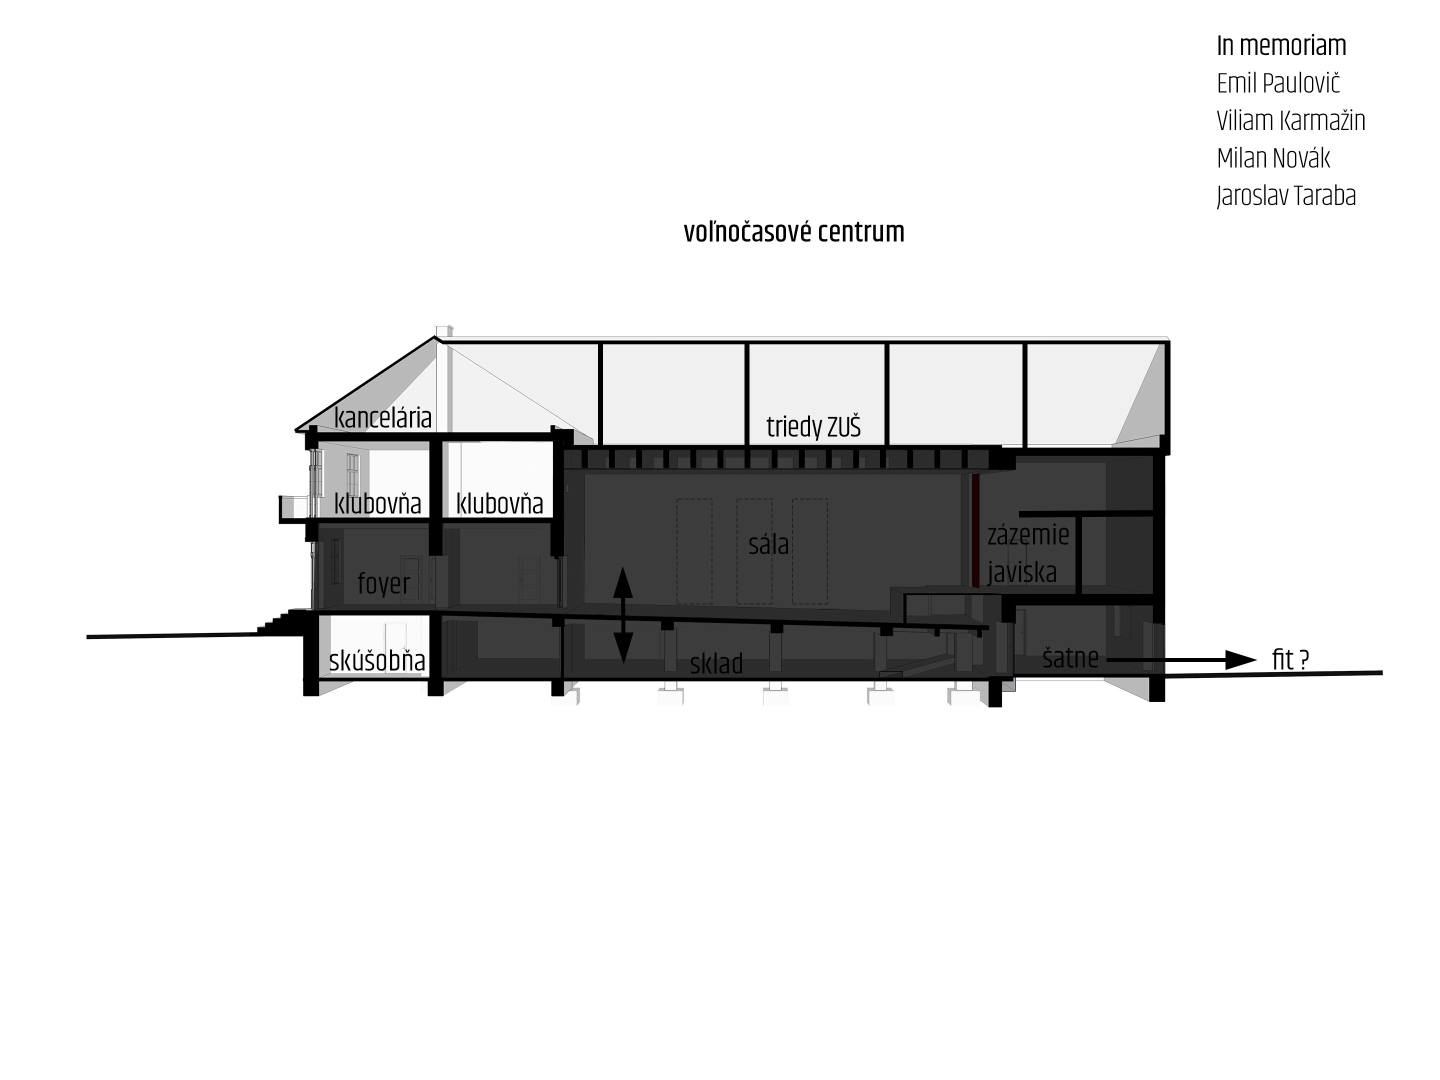 In memoriam
Emil Paulovič
Viliam Karmažin
Milan Novák
Jaroslav Taraba
voľnočasové centrum
kancelária
triedy ZUŠ
klubovňa
klubovňa
sála
zázemie
javiska
foyer
skúšobňa
sklad
šatne
fit ?